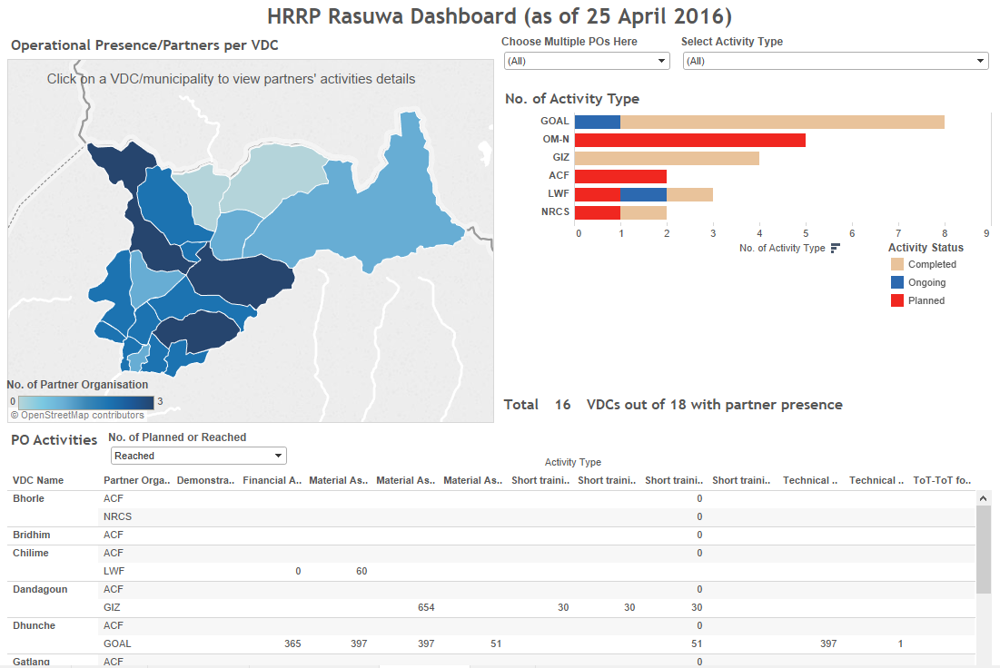 HRRP Rasuwa Dashboard (as of 25 April 2016)
Operational Presence/Partners per VDC
Click on a VDC/municipality to view partners' activities details
No. of Partner Organisation
0 3
© OpenStreetMap contributors
Choose Multiple POs Here Select Activity Type
(All) (All)
No. of Activity Type
GOAL
OM-N
GIZ
ACF
LWF
NRCS
0 1 2 3 4 5 6 7 8 9
No. of Activity Type
Activity Status
Completed
Ongoing
Planned
Total 16 VDCs out of 18 with partner presence
PO Activities No. of Planned or Reached
Reached
Activity Type
VDC Name Partner Orga.. Demonstra.. Financial A.. Material As.. Material As.. Material As.. Short traini.. Short traini.. Short traini.. Short traini.. Technical .. Technical .. ToT-ToT fo..
Bhorle ACF 0
NRCS 0
Bridhim ACF 0
Chilime ACF 0
LWF 0 60
Dandagoun ACF 0
GIZ 654 30 30 30
Dhunche ACF 0
GOAL 365 397 397 51 51 397 1
Gatlang ACF 0